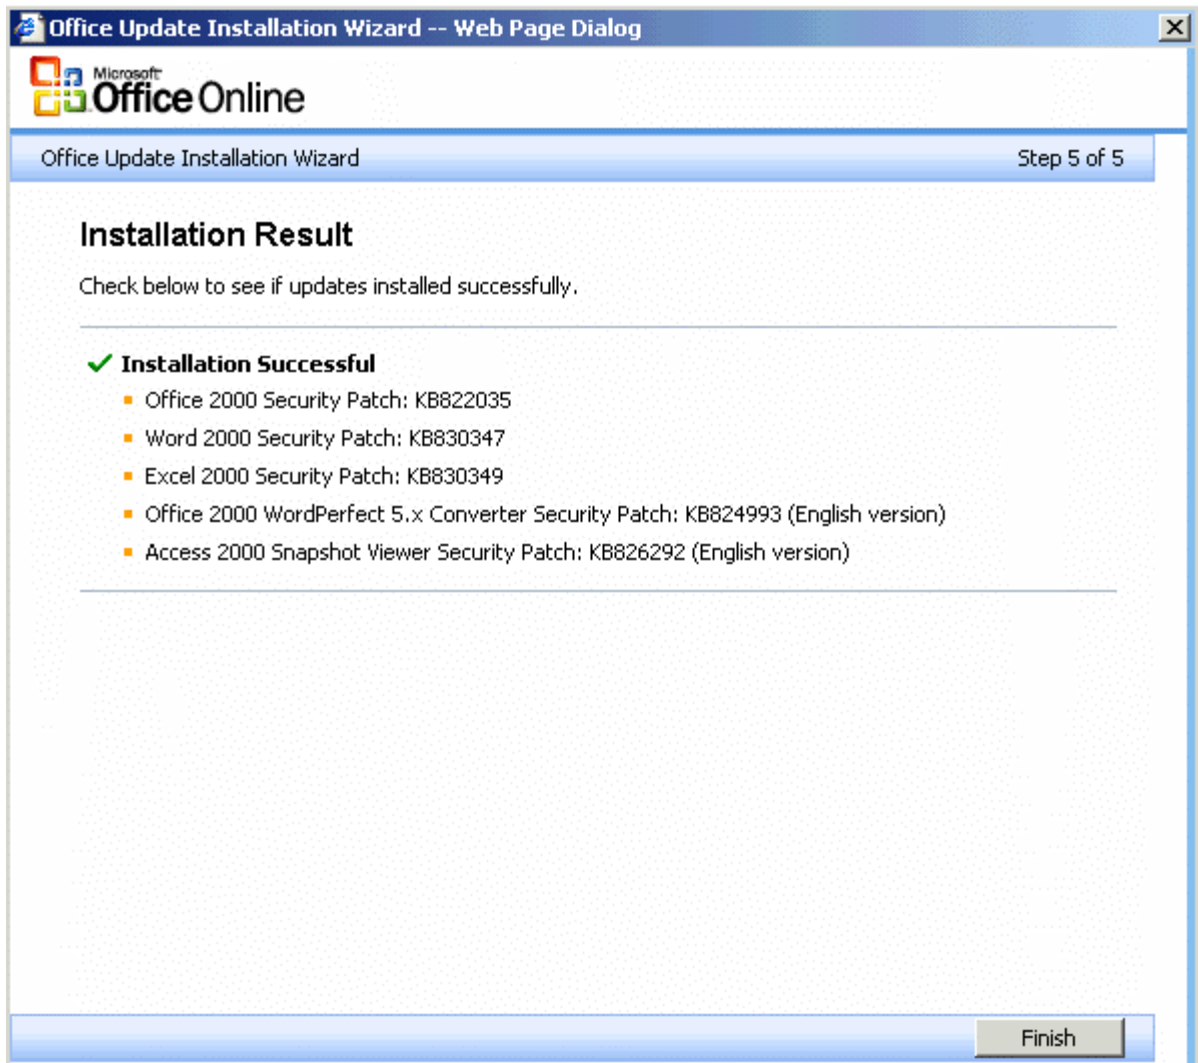 Office Update Installation Wizard -- Web Page Dialog
Microsoft
Office Online
Office Update Installation Wizard Step 5 of 5
Installation Result
Check below to see if updates installed successfully.
Installation Successful
Office 2000 Security Patch: KB822035
Word 2000 Security Patch: KB830347
Excel 2000 Security Patch: KB830349
Office 2000 WordPerfect 5.x Converter Security Patch: KB824993 (English version)
Access 2000 Snapshot Viewer Security Patch: KB826292 (English version)
Finish